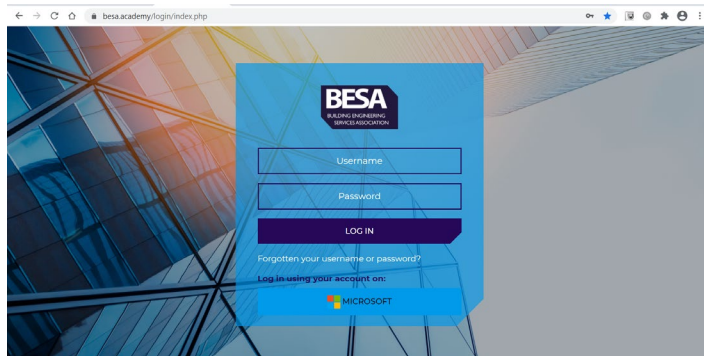 besa.academy/login/index.php
BESA
BUILDING ENGINEERING
SERVICES ASSOCIATION
Username
Password
LOG IN
Forgotten your username or password?
Log in using your account on:
MICROSOFT